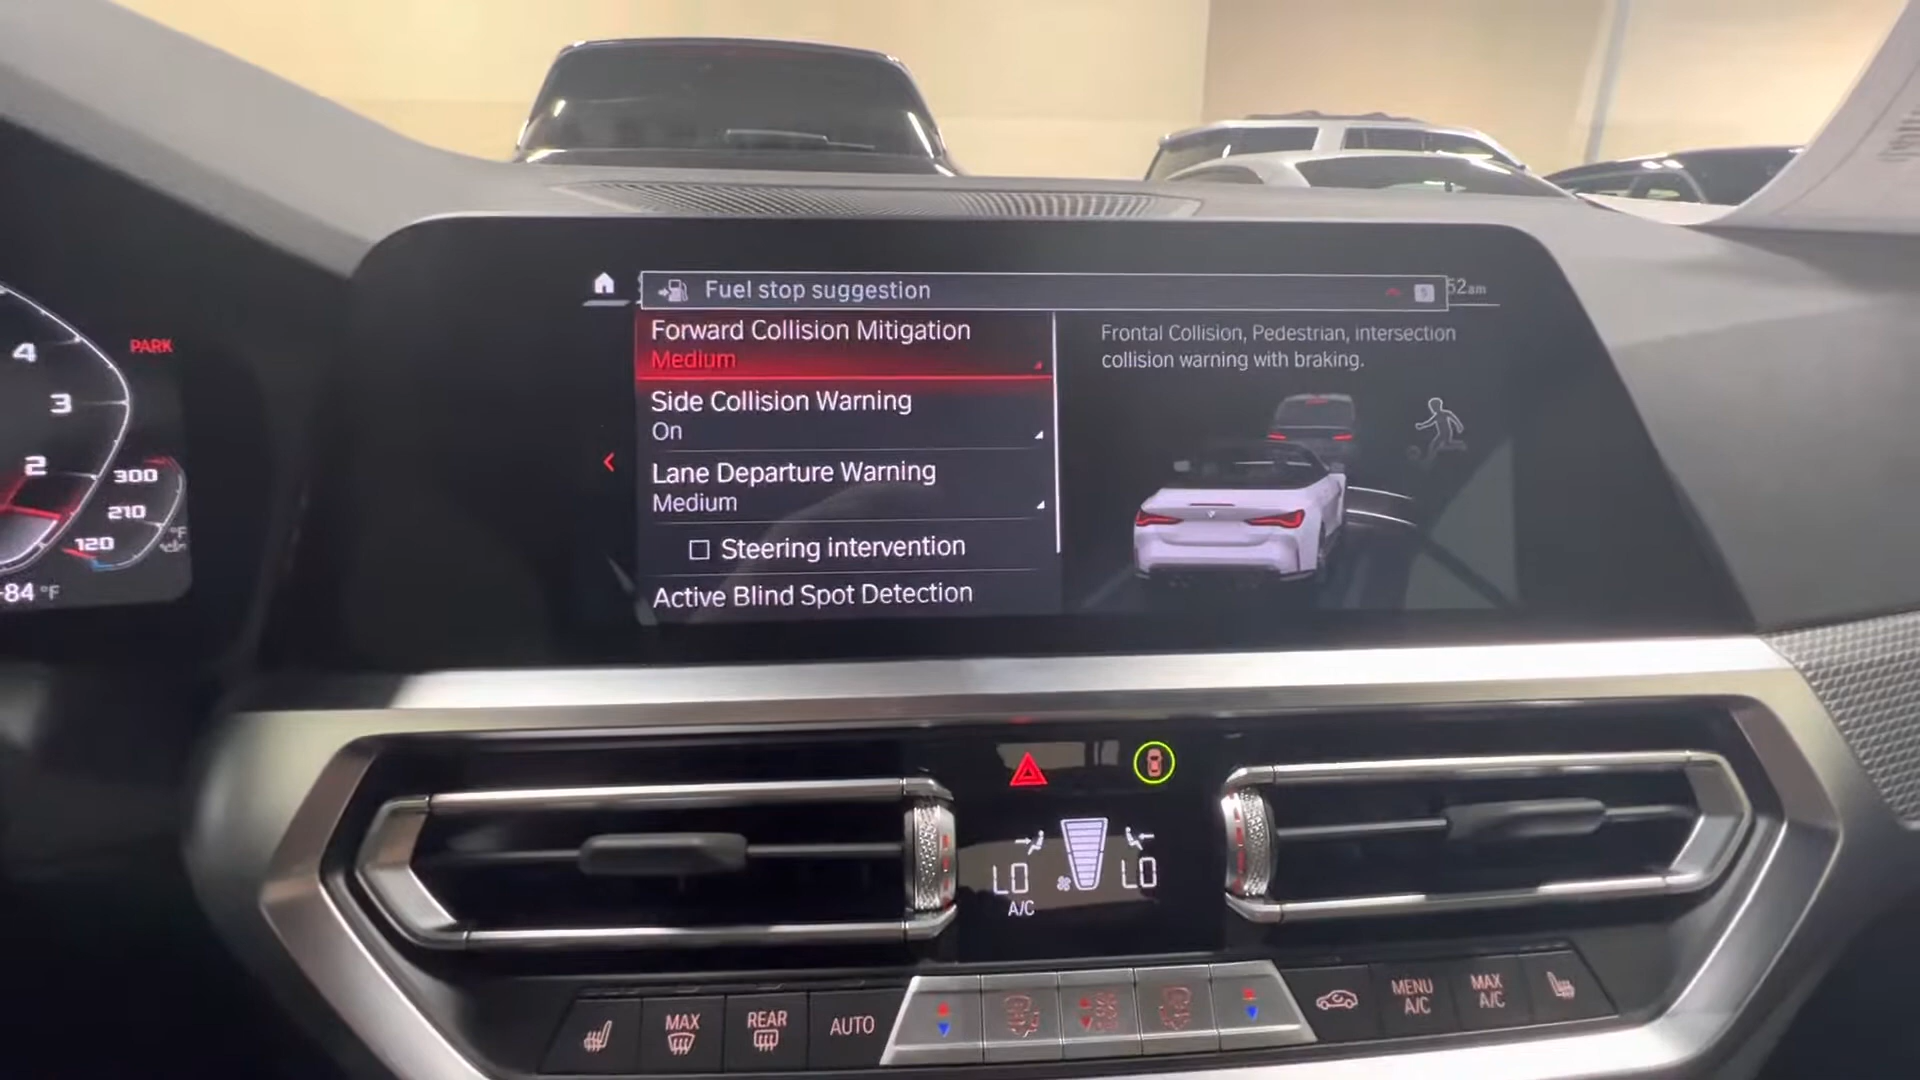 Fuel stop suggestion
52am
Forward Collision Mitigation
Medium
Side Collision Warning
On
Lane Departure Warning
Medium
Steering intervention
Active Blind Spot Detection
Frontal Collision, Pedestrian, intersection
collision warning with braking.
PARK
4
3
2
300
210
120
°F
84 °F
LO
LO
A/C
MAX
REAR
AUTO
MENU
A/C
MAX
A/C